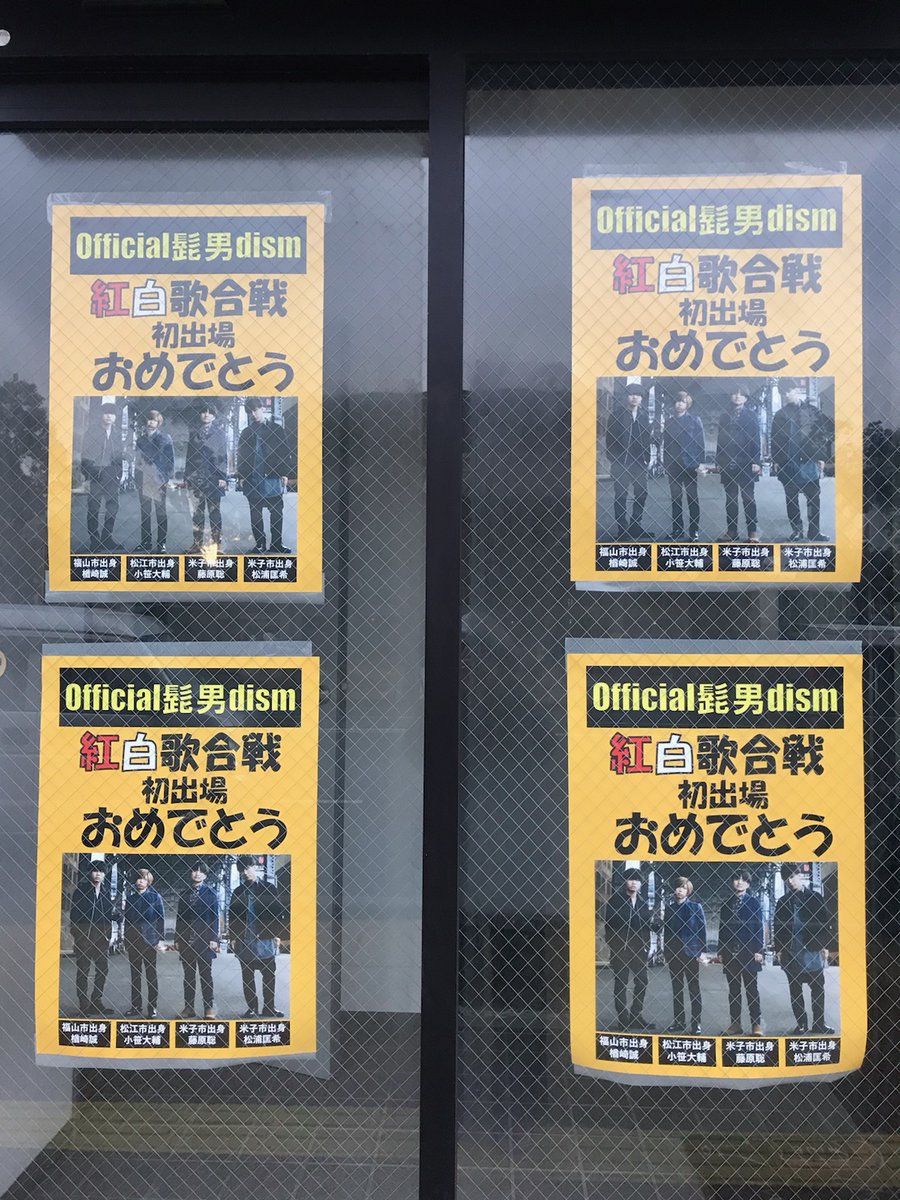 Official髭男dism
紅白歌合戦
初出場
おめでとう
福山市出身 松江市出身 米子市出身 米子市出身
楢崎誠 小笹大輔 藤原聡 松浦匡希
Official髭男dism
紅白歌合戦
初出場
おめでとう
福山市出身 松江市出身 米子市出身 米子市出身
楢崎誠 小笹大輔 藤原聡 松浦匡希
Official髭男dism
紅白歌合戦
初出場
おめでとう
福山市出身 松江市出身 米子市出身 米子市出身
楢崎誠 小笹大輔 藤原聡 松浦匡希
Official髭男dism
紅白歌合戦
初出場
おめでとう
福山市出身 松江市出身 米子市出身 米子市出身
楢崎誠 小笹大輔 藤原聡 松浦匡希